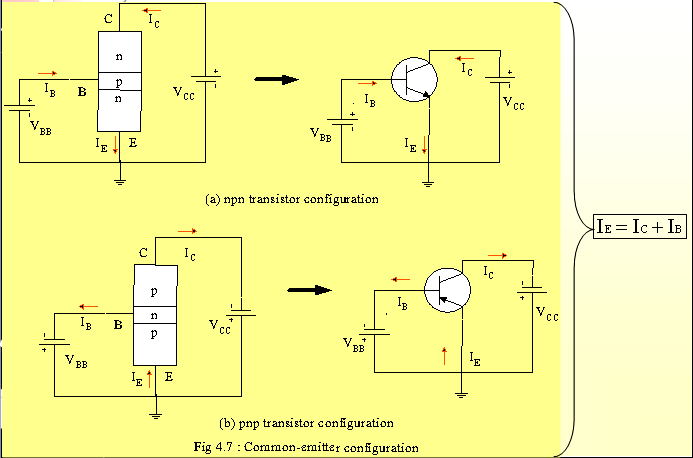 C
I_C
n
p
n
I_B
B
V_BB
V_CC
I_E
E
I_C
I_B
V_BB
V_CC
I_E
(a) npn transistor configuration
C
I_C
p
n
p
I_B
B
V_BB
V_CC
I_E
E
I_C
I_B
V_BB
V_CC
I_E
(b) pnp transistor configuration
Fig 4.7 : Common-emitter configuration
I_E = I_C + I_B